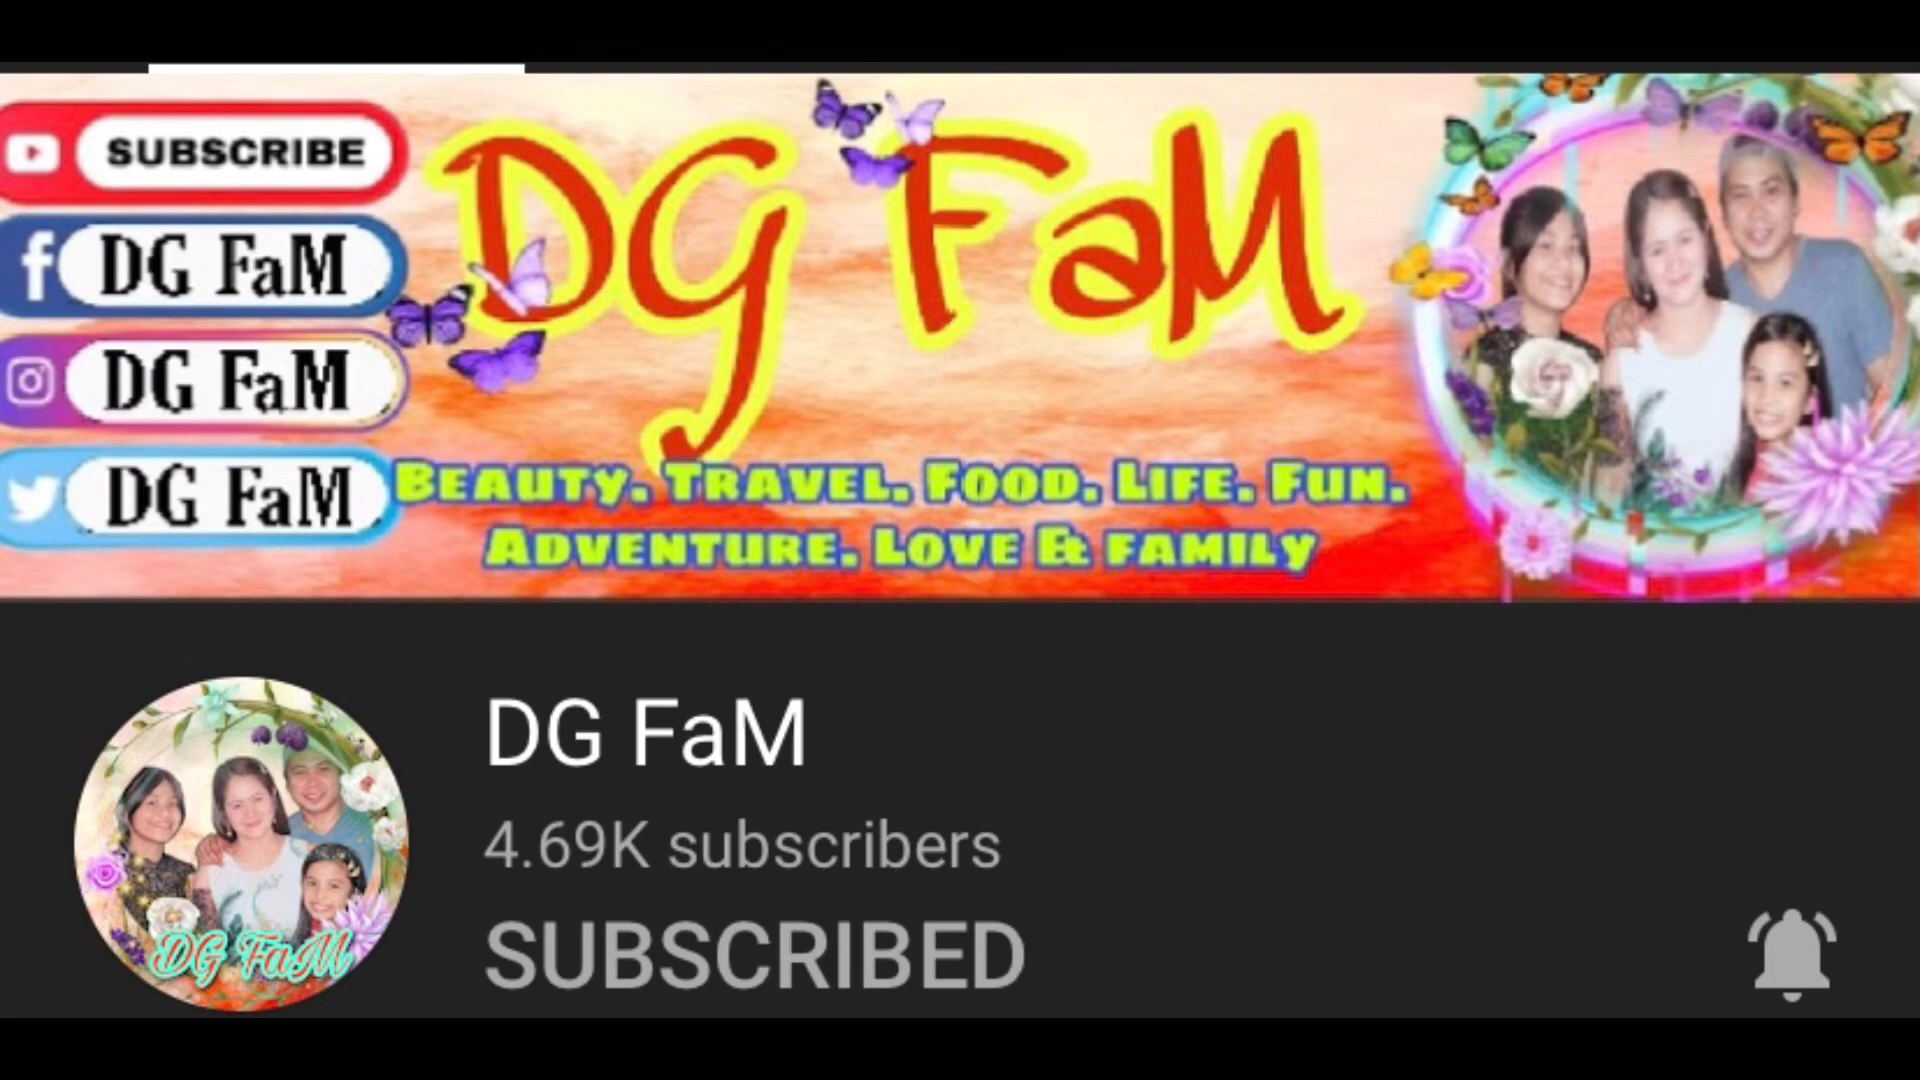 SUBSCRIBE
DG FaM
DG FaM
DG FaM
DG FaM
BEAUTY. TRAVEL. FOOD. LIFE. FUN.
ADVENTURE. LOVE & FAMILY
DG FaM
DG FaM
4.69K subscribers
SUBSCRIBED